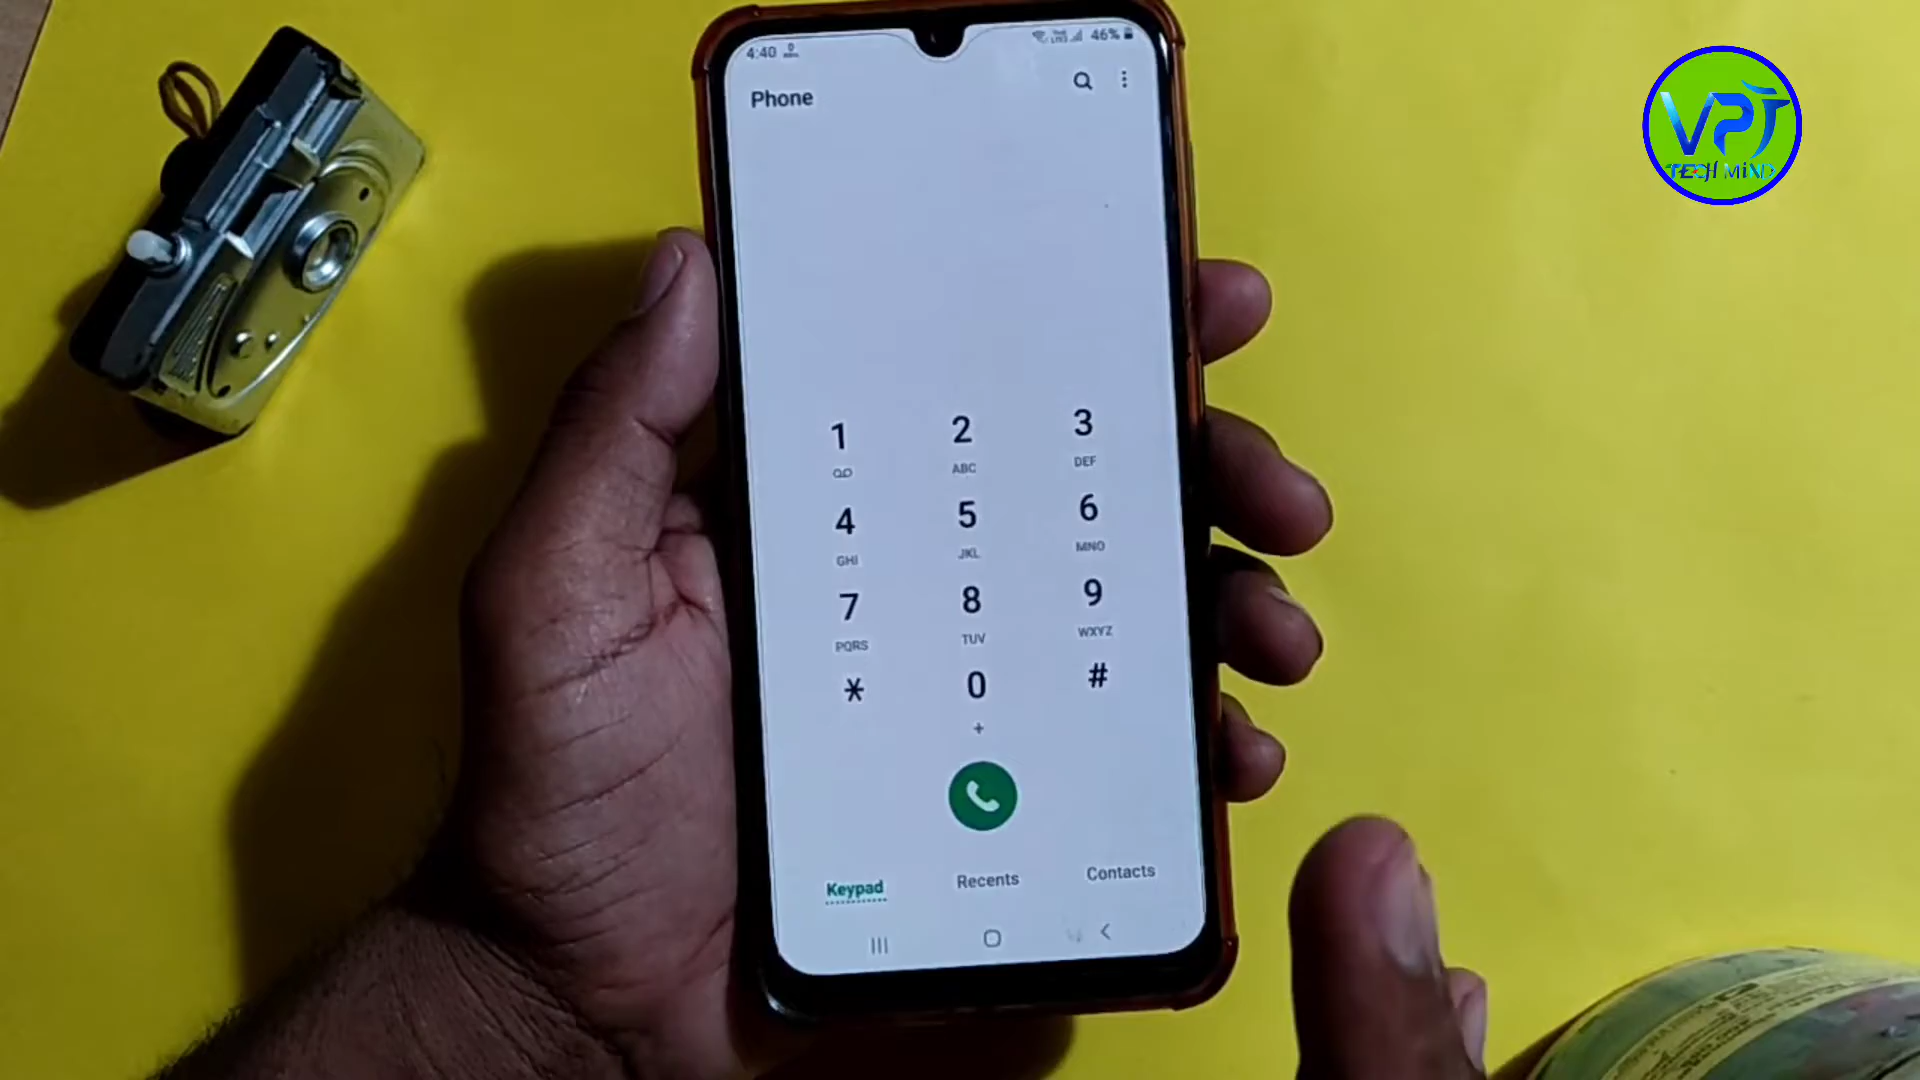 4:40
46%
Phone
1
2
ABC
3
DEF
4
GHI
5
JKL
6
MNO
7
PQRS
8
TUV
9
WXYZ
*
0
+
#
Keypad
Recents
Contacts
VPT
TECH MIND